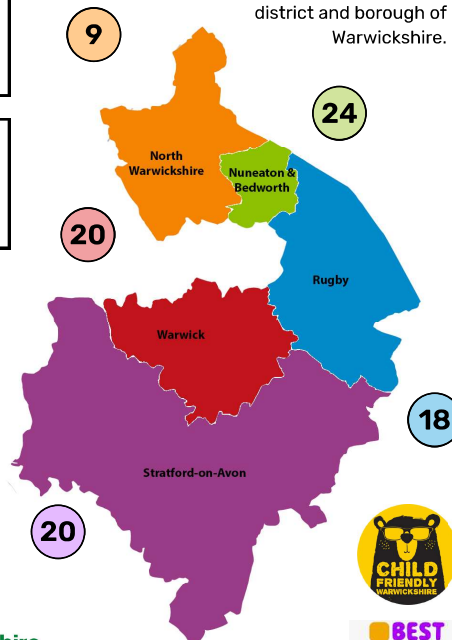 district and borough of
Warwickshire.
9
24
North
Warwickshire
Nuneaton &
Bedworth
20
Rugby
Warwick
18
Stratford-on-Avon
20
CHILD
FRIENDLY
WARWICKSHIRE
BEST